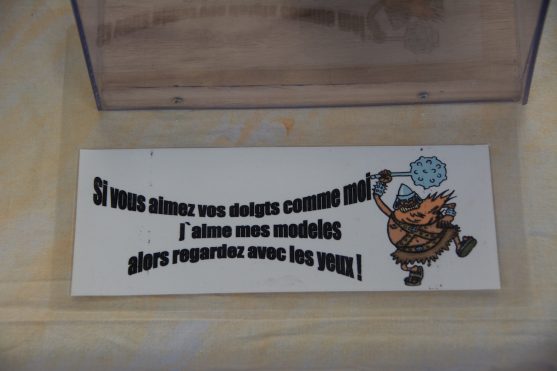 Si vous aimez vos doigts comme moi
j`aime mes modeles
alors regardez avec les yeux !